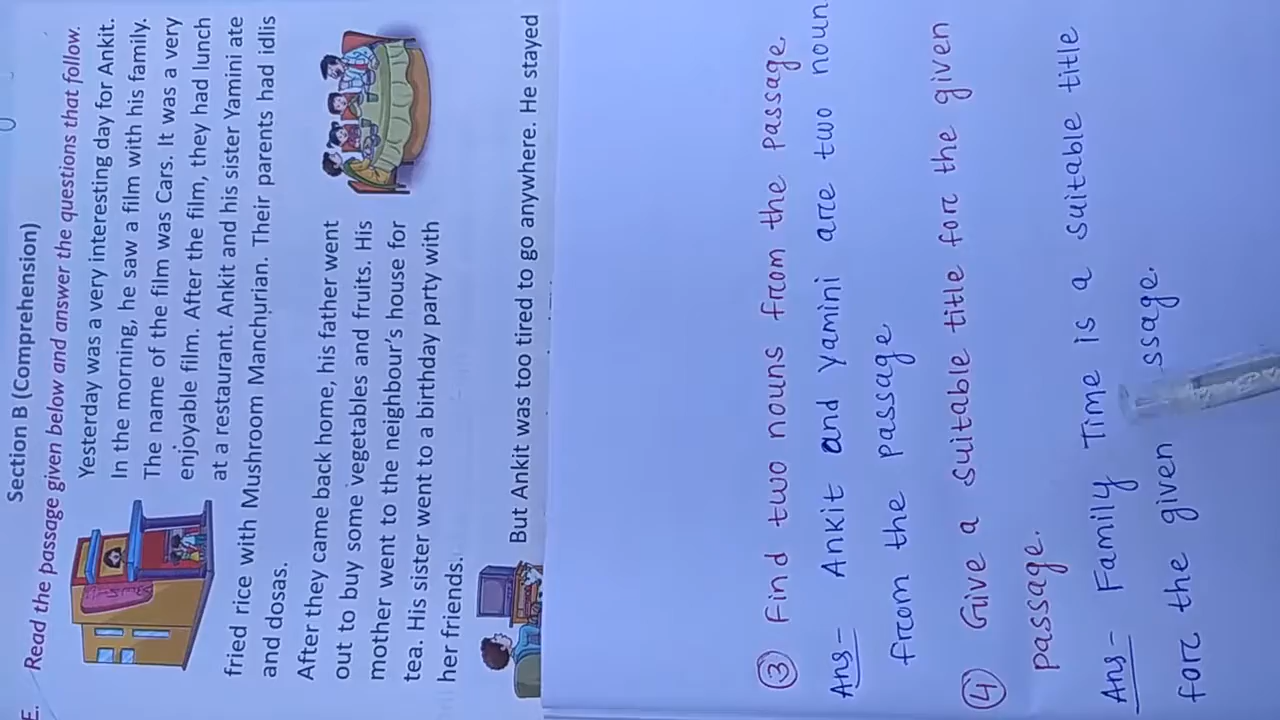 Section B (Comprehension)
E. Read the passage given below and answer the questions that follow.
Yesterday was a very interesting day for Ankit.
In the morning, he saw a film with his family.
The name of the film was Cars. It was a very
enjoyable film. After the film, they had lunch
at a restaurant. Ankit and his sister Yamini ate
fried rice with Mushroom Manchurian. Their parents had idlis
and dosas.
After they came back home, his father went
out to buy some vegetables and fruits. His
mother went to the neighbour's house for
tea. His sister went to a birthday party with
her friends.
But Ankit was too tired to go anywhere. He stayed
③ Find two nouns from the passage.
Ans- Ankit and Yamini are two noun
from the passage
④ Give a suitable title for the given
passage.
Ans- Family Time is a suitable title
for the given ssage.